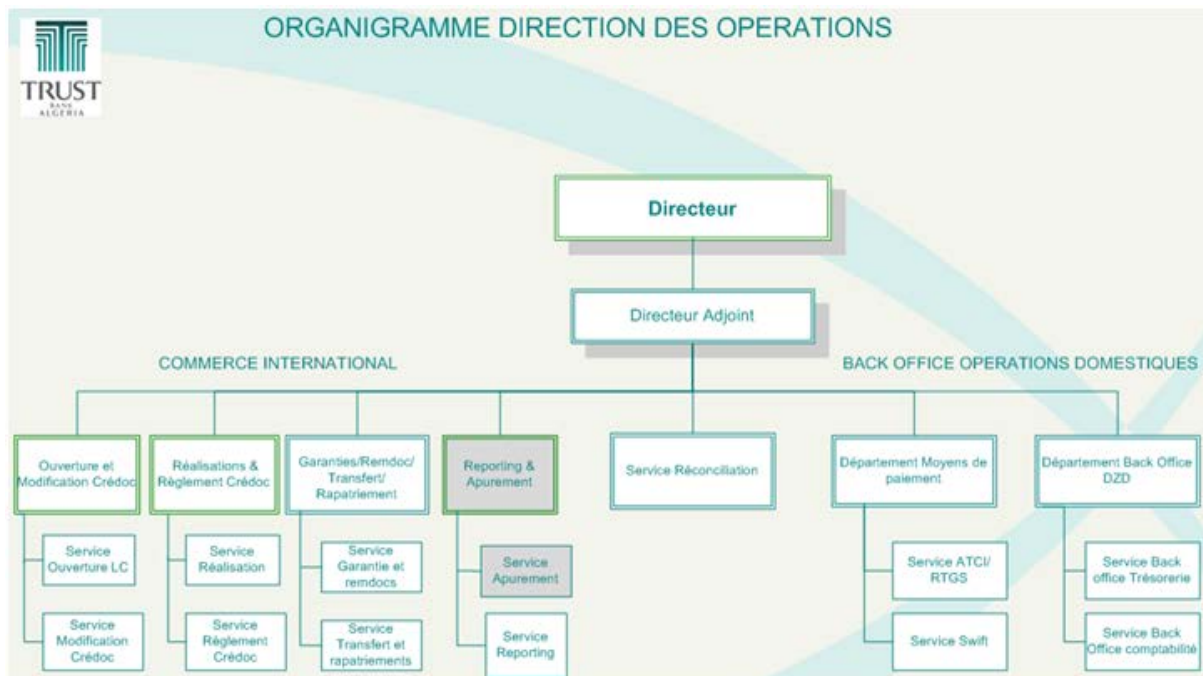 ORGANIGRAMME DIRECTION DES OPERATIONS
TRUST
BANK
ALGERIA
Directeur
Directeur Adjoint
COMMERCE INTERNATIONAL
BACK OFFICE OPERATIONS DOMESTIQUES
Ouverture et
Modification Crédoc
Réalisations &
Règlement Crédoc
Garanties/Remdoc/
Transfert/
Rapatriement
Reporting &
Apurement
Service Réconciliation
Département Moyens de
paiement
Département Back Office
DZD
Service
Ouverture LC
Service
Réalisation
Service
Garantie et
remdocs
Service
Apurement
Service ATCI/
RTGS
Service Back
office Trésorerie
Service
Modification
Crédoc
Service
Règlement
Crédoc
Service
Transfert et
rapatriements
Service
Reporting
Service Swift
Service Back
Office comptabilité